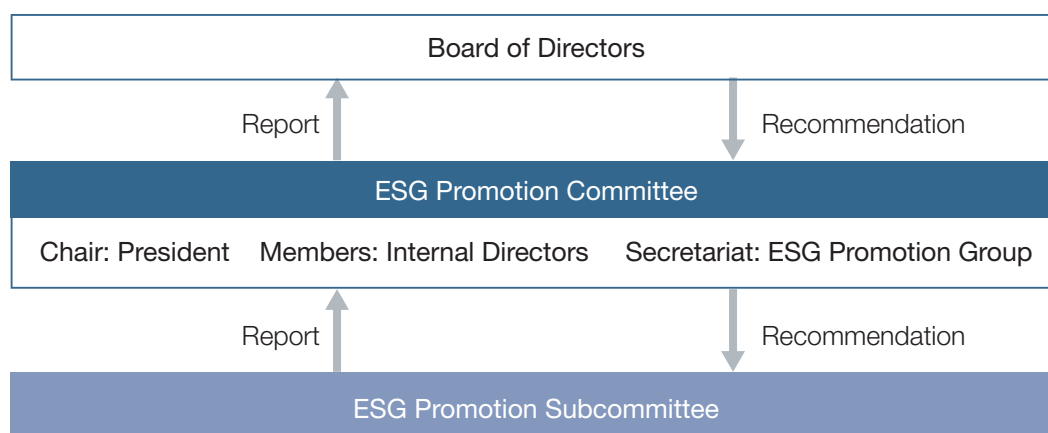 Board of Directors
Report
Recommendation
ESG Promotion Committee
Chair: President Members: Internal Directors Secretariat: ESG Promotion Group
Report
Recommendation
ESG Promotion Subcommittee